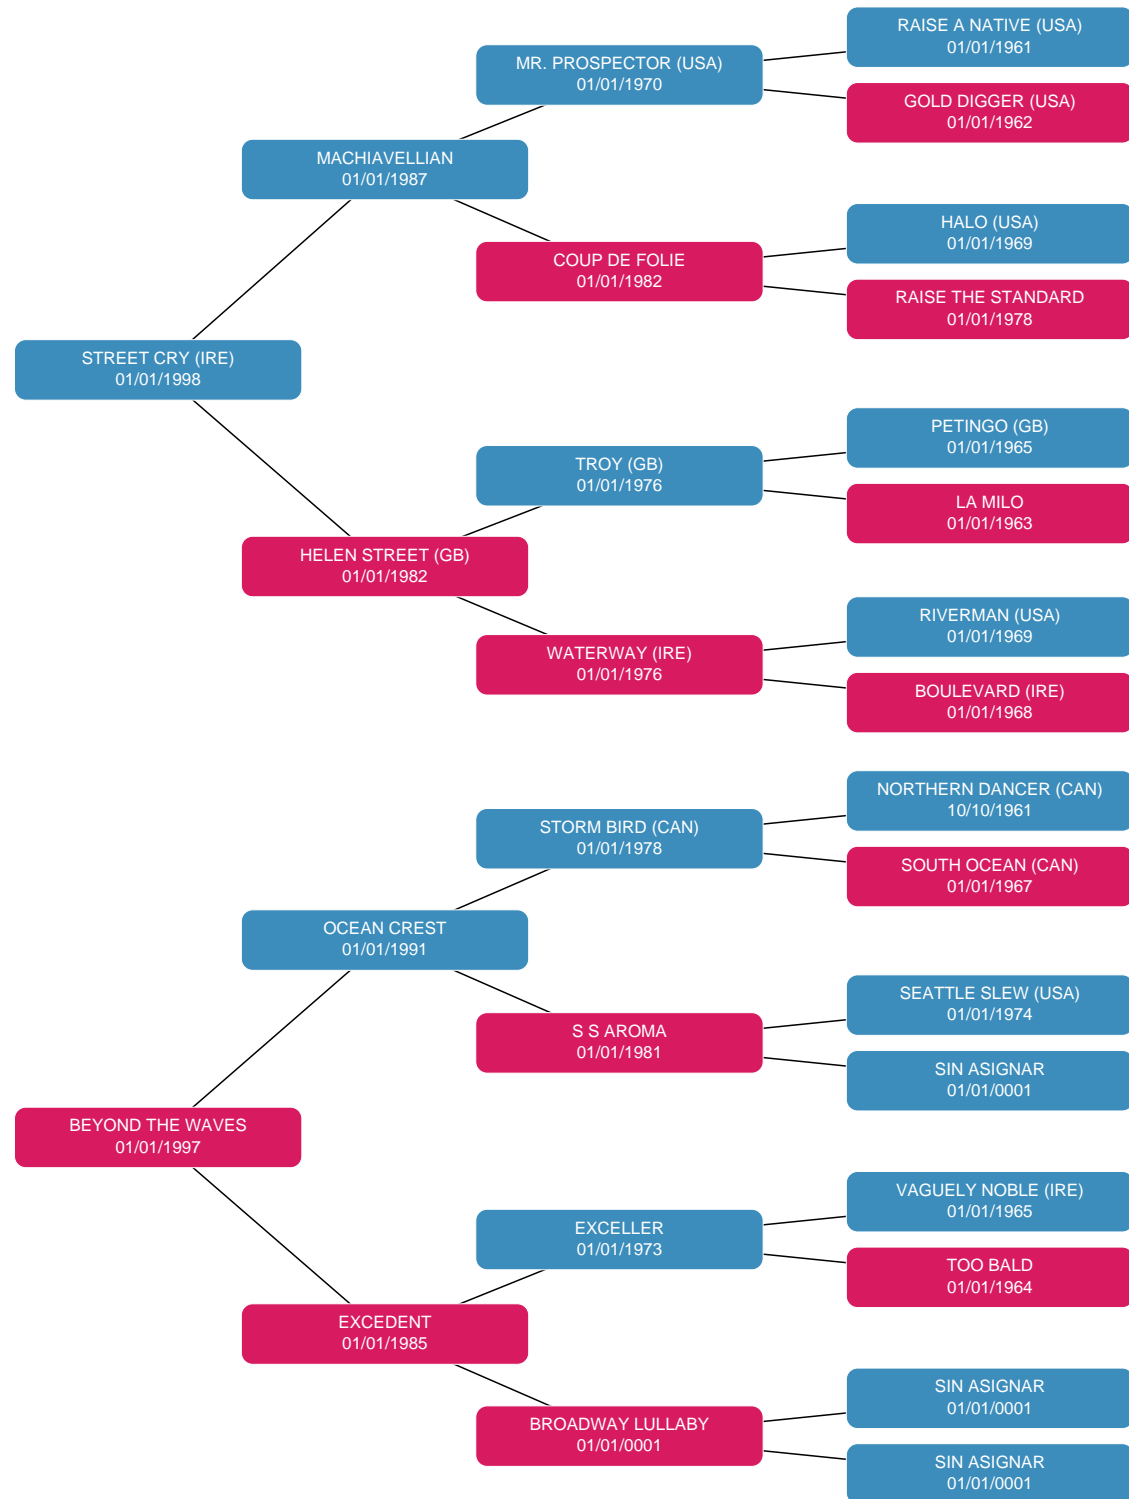 RAISE A NATIVE (USA)
01/01/1961
MR. PROSPECTOR (USA)
01/01/1970
GOLD DIGGER (USA)
01/01/1962
MACHIAVELLIAN
01/01/1987
HALO (USA)
01/01/1969
COUP DE FOLIE
01/01/1982
RAISE THE STANDARD
01/01/1978
STREET CRY (IRE)
01/01/1998
PETINGO (GB)
01/01/1965
TROY (GB)
01/01/1976
LA MILO
01/01/1963
HELEN STREET (GB)
01/01/1982
RIVERMAN (USA)
01/01/1969
WATERWAY (IRE)
01/01/1976
BOULEVARD (IRE)
01/01/1968
NORTHERN DANCER (CAN)
10/10/1961
STORM BIRD (CAN)
01/01/1978
SOUTH OCEAN (CAN)
01/01/1967
OCEAN CREST
01/01/1991
SEATTLE SLEW (USA)
01/01/1974
S S AROMA
01/01/1981
SIN ASIGNAR
01/01/0001
BEYOND THE WAVES
01/01/1997
VAGUELY NOBLE (IRE)
01/01/1965
EXCELLER
01/01/1973
TOO BALD
01/01/1964
EXCEDENT
01/01/1985
SIN ASIGNAR
01/01/0001
BROADWAY LULLABY
01/01/0001
SIN ASIGNAR
01/01/0001